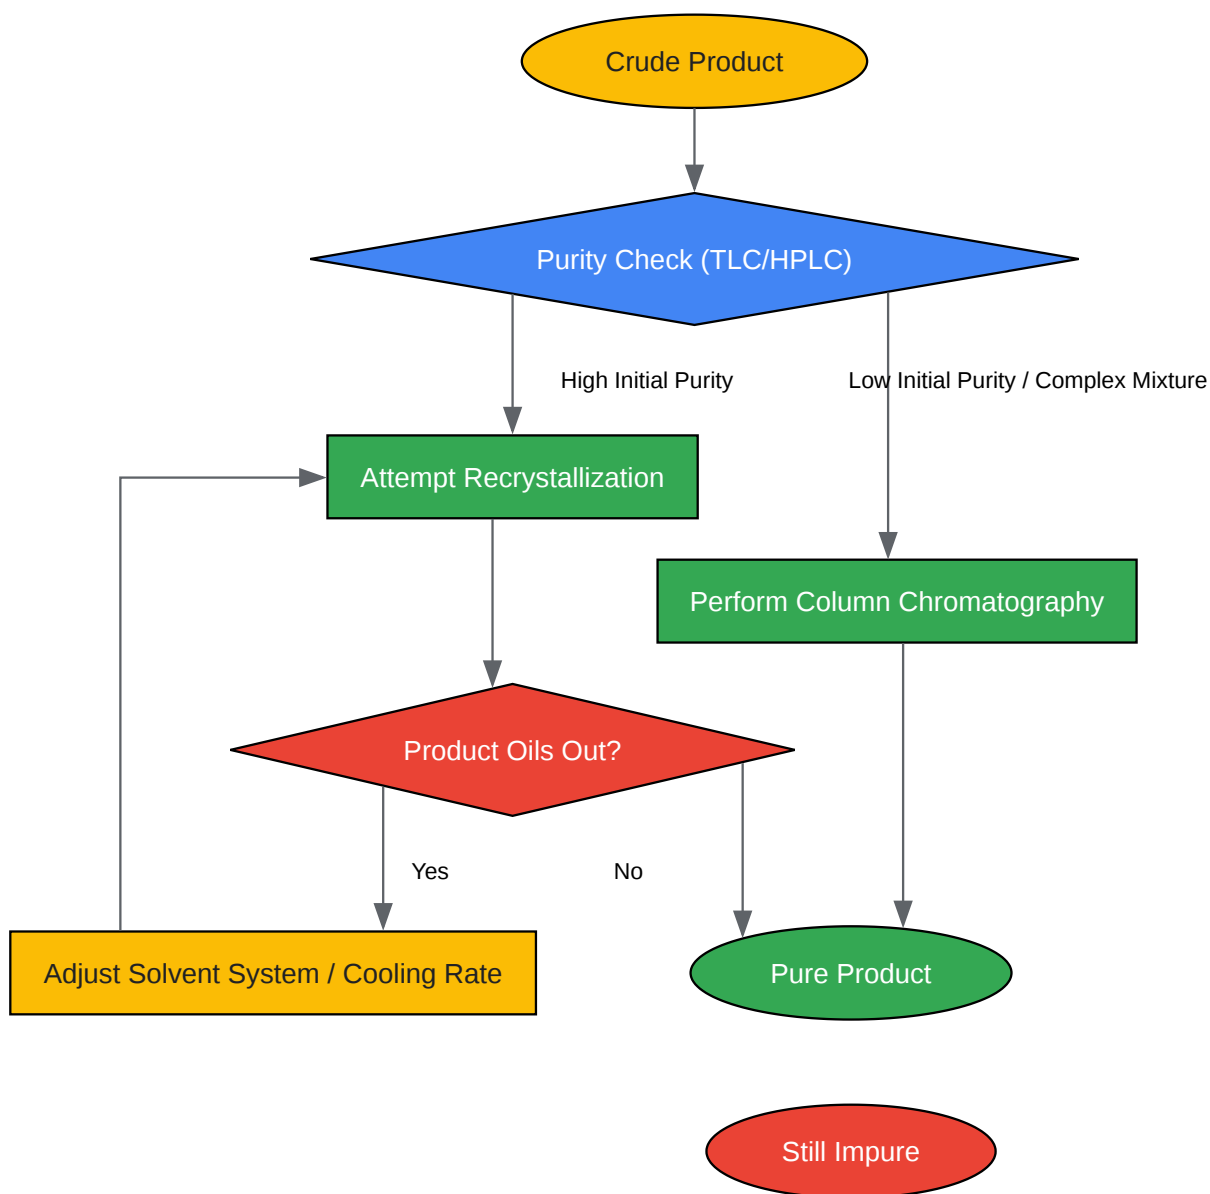 Crude Product
Purity Check (TLC/HPLC)
High Initial Purity
Low Initial Purity / Complex Mixture
Attempt Recrystallization
Perform Column Chromatography
Product Oils Out?
Yes
No
Adjust Solvent System / Cooling Rate
Pure Product
Still Impure